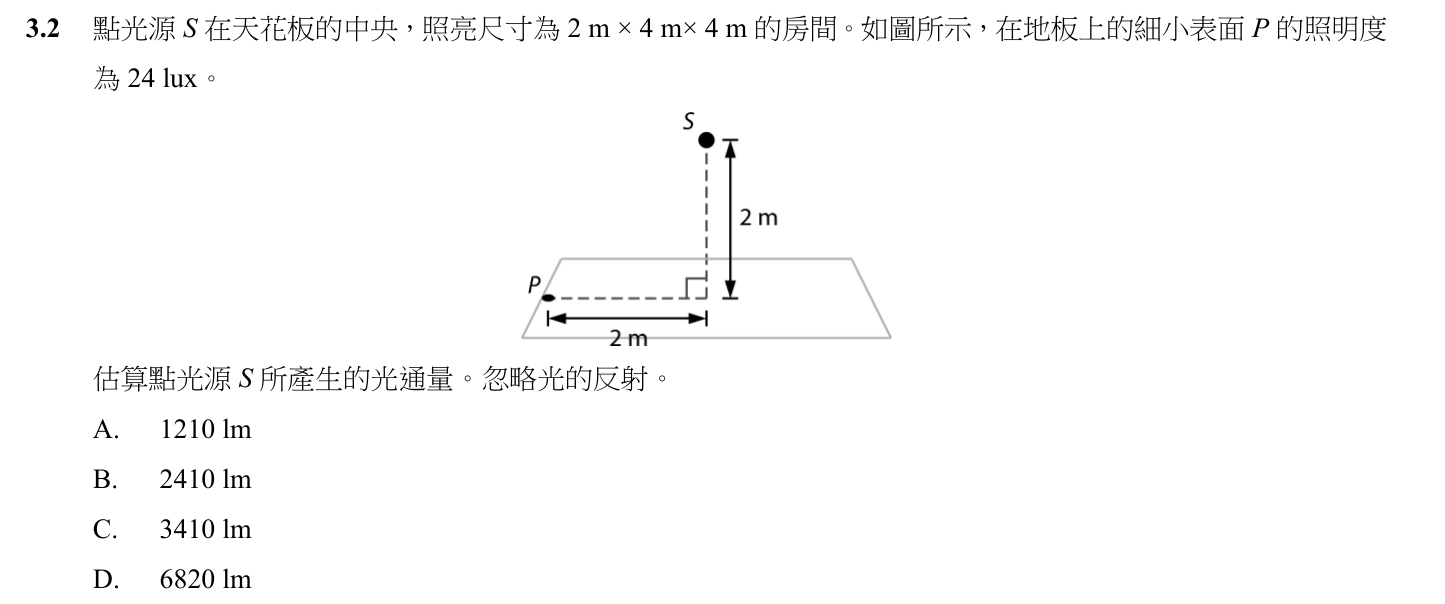 3.2 點光源 S 在天花板的中央，照亮尺寸為 2 m × 4 m× 4 m 的房間。如圖所示，在地板上的細小表面 P 的照明度
為 24 lux。
S
2 m
P
2 m
估算點光源 S 所產生的光通量。忽略光的反射。
A. 1210 lm
B. 2410 lm
C. 3410 lm
D. 6820 lm